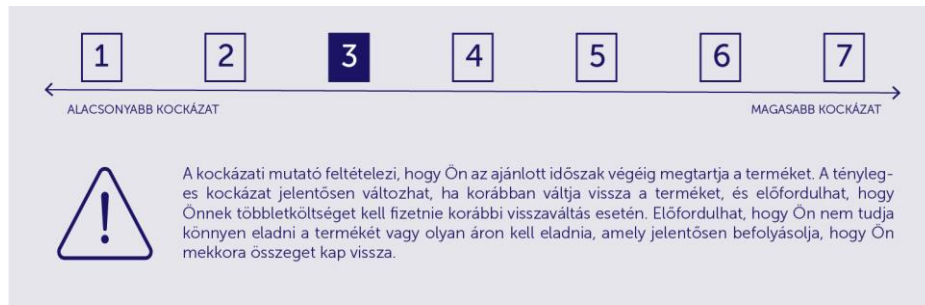 1 2 3 4 5 6 7
ALACSONYABB KOCKÁZAT MAGASABB KOCKÁZAT
A kockázati mutató feltételezi, hogy Ön az ajánlott időszak végéig megtartja a terméket. A tényleg-
es kockázat jelentősen változhat, ha korábban váltja vissza a terméket, és előfordulhat, hogy
Önnek többletköltséget kell fizetnie korábbi visszaváltás esetén. Előfordulhat, hogy Ön nem tudja
könnyen eladni a termékét vagy olyan áron kell eladnia, amely jelentősen befolyásolja, hogy Ön
mekkora összeget kap vissza.